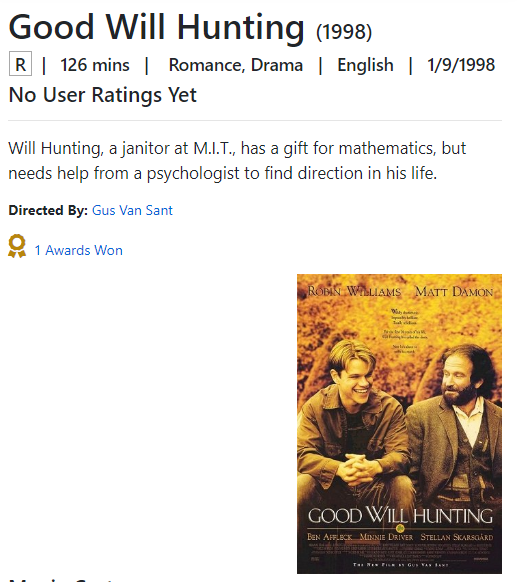 Good Will Hunting (1998)
R | 126 mins | Romance, Drama | English | 1/9/1998
No User Ratings Yet
Will Hunting, a janitor at M.I.T., has a gift for mathematics, but
needs help from a psychologist to find direction in his life.
Directed By: Gus Van Sant
1 Awards Won
ROBIN WILLIAMS MATT DAMON
GOOD WILL HUNTING
BEN AFFLECK MINNIE DRIVER STELLAN SKARSGÅRD
THE NEW FILM BY GUS VAN SANT